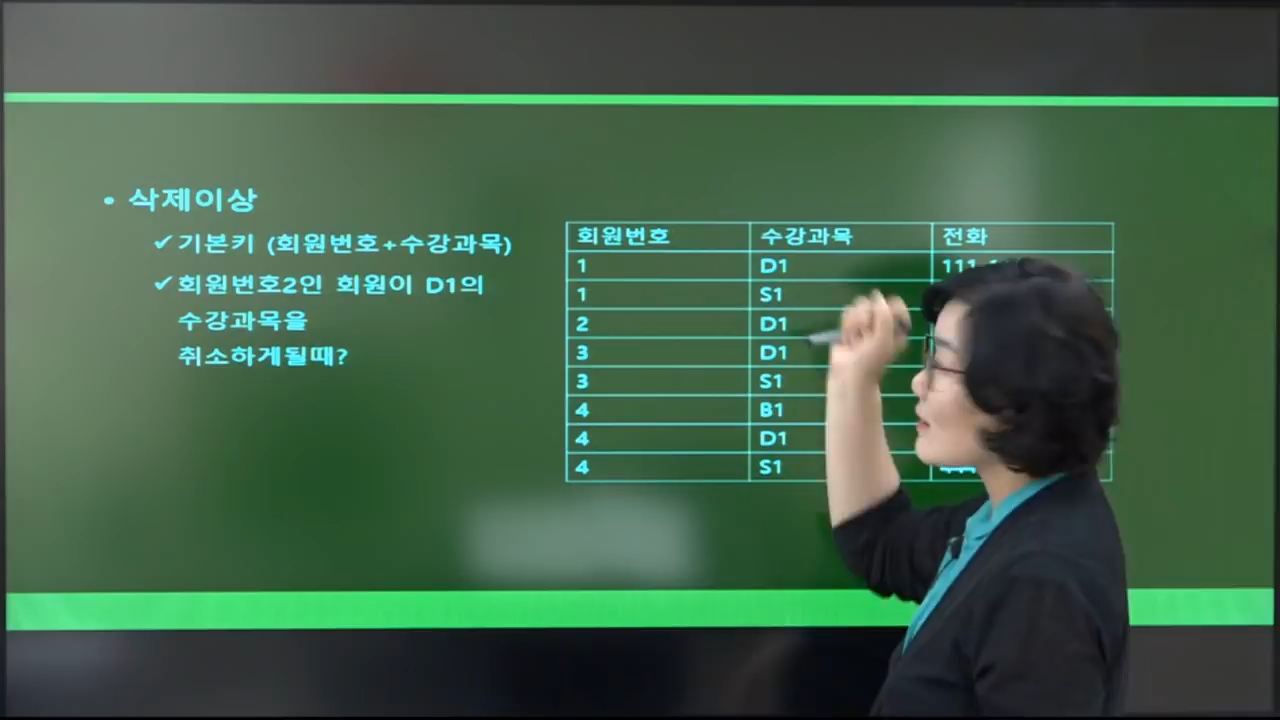 • 삭제이상
✓기본키 (회원번호+수강과목)
✓회원번호2인 회원이 D1의
수강과목을
취소하게될때?
회원번호 수강과목 전화
1 D1
1 S1
2 D1
3 D1
3 S1
4 B1
4 D1
4 S1